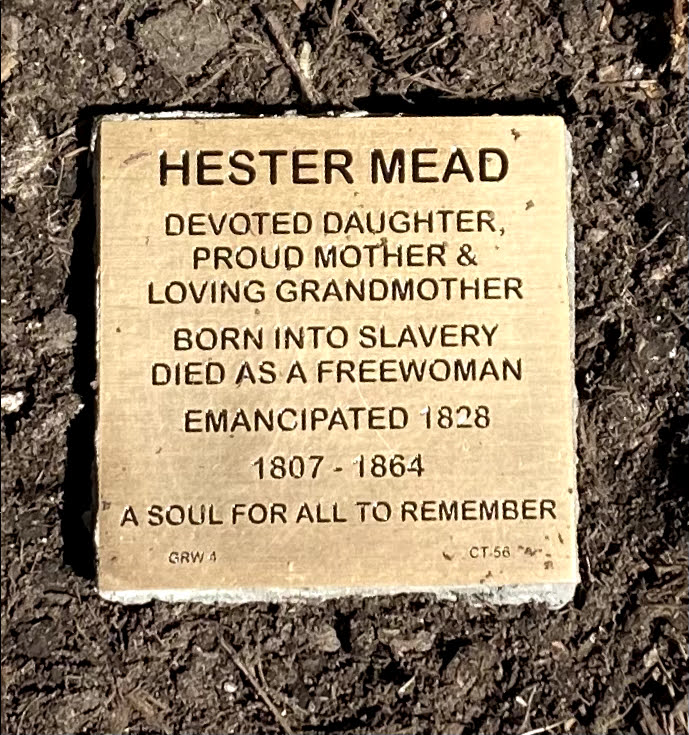 HESTER MEAD
DEVOTED DAUGHTER,
PROUD MOTHER &
LOVING GRANDMOTHER
BORN INTO SLAVERY
DIED AS A FREEWOMAN
EMANCIPATED 1828
1807 - 1864
A SOUL FOR ALL TO REMEMBER
GRW 4 CT-56